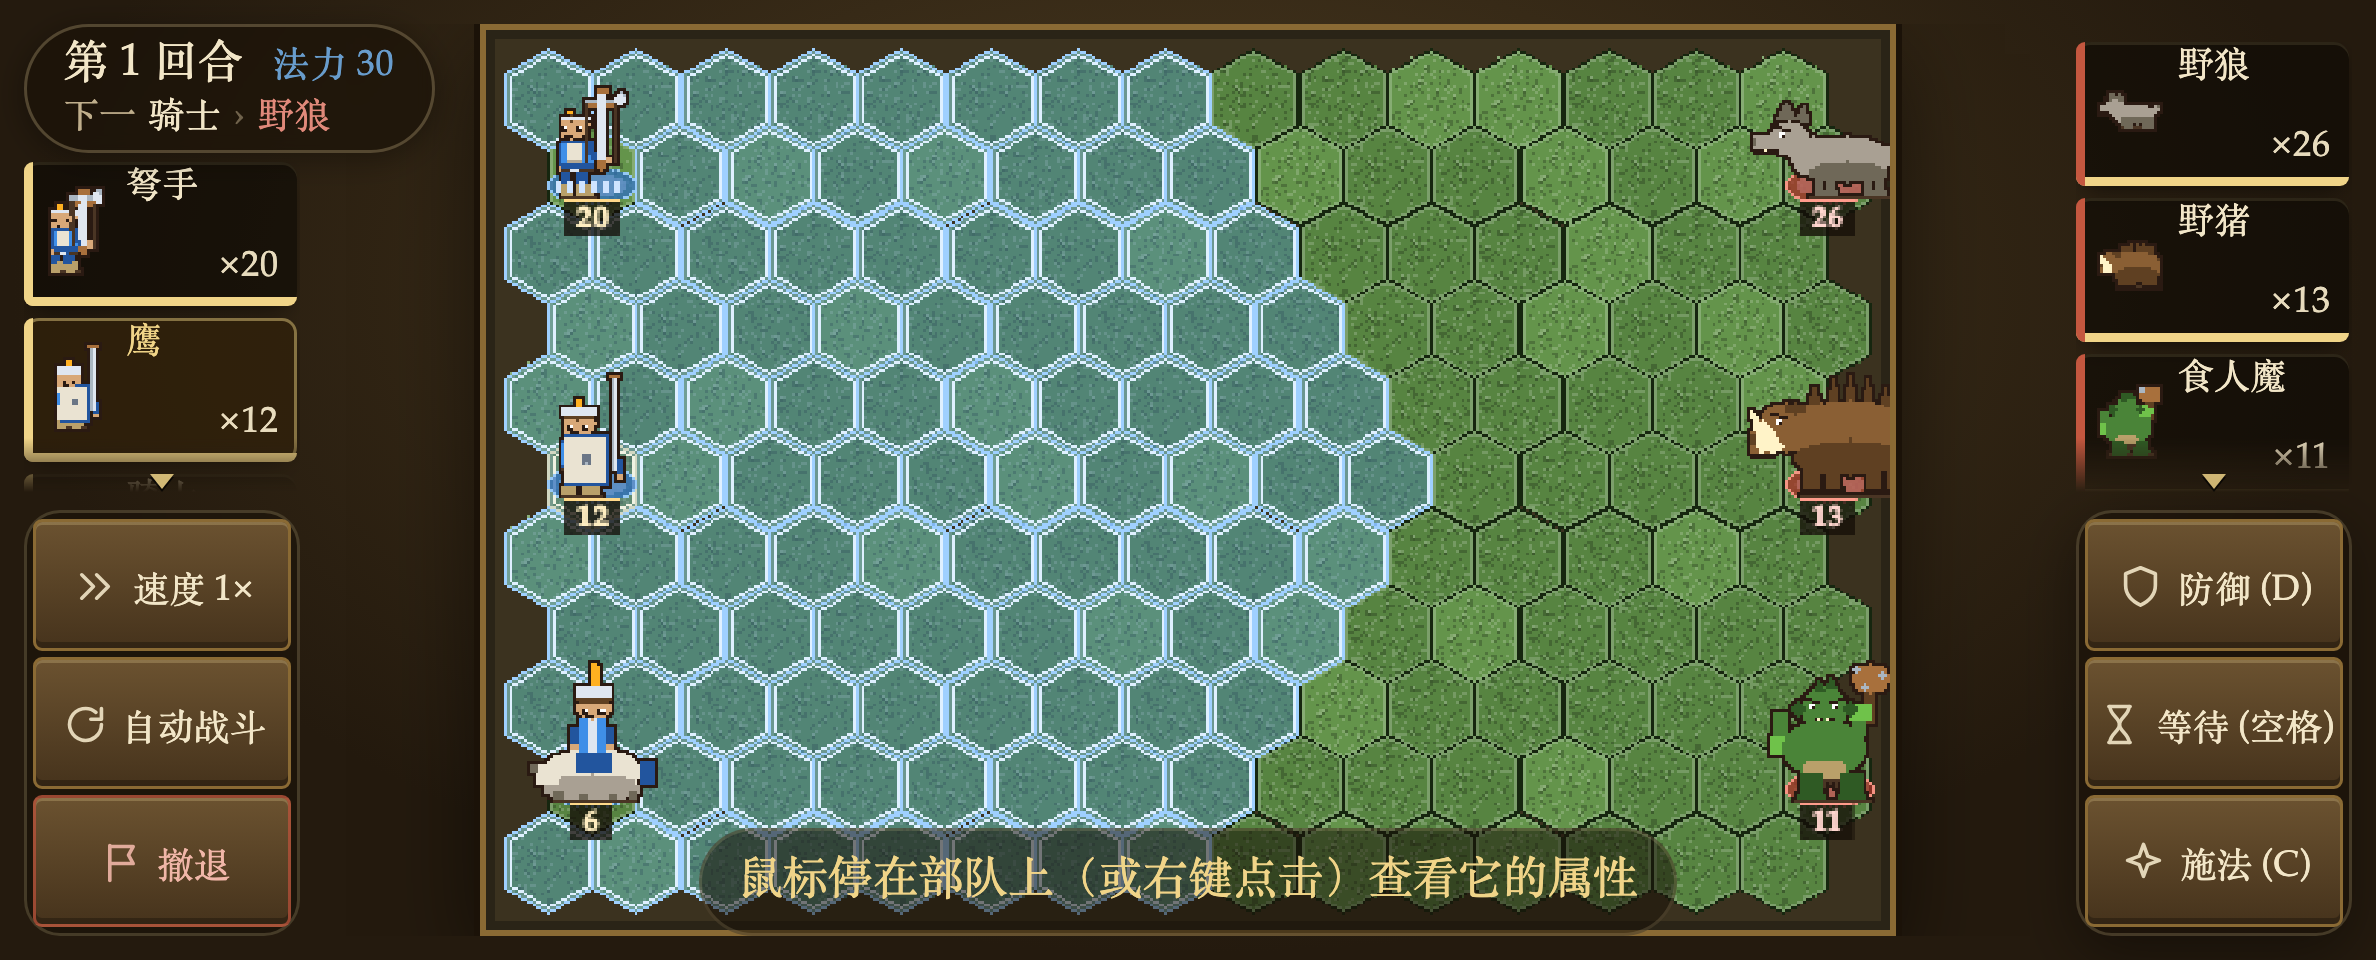 第 1 回合 法力 30
下一 骑士 › 野狼
弩手
×20
鹰
×12
速度 1×
自动战斗
撤退
20
12
6
26
13
11
鼠标停在部队上（或右键点击）查看它的属性
野狼
×26
野猪
×13
食人魔
×11
防御 (D)
等待 (空格)
施法 (C)